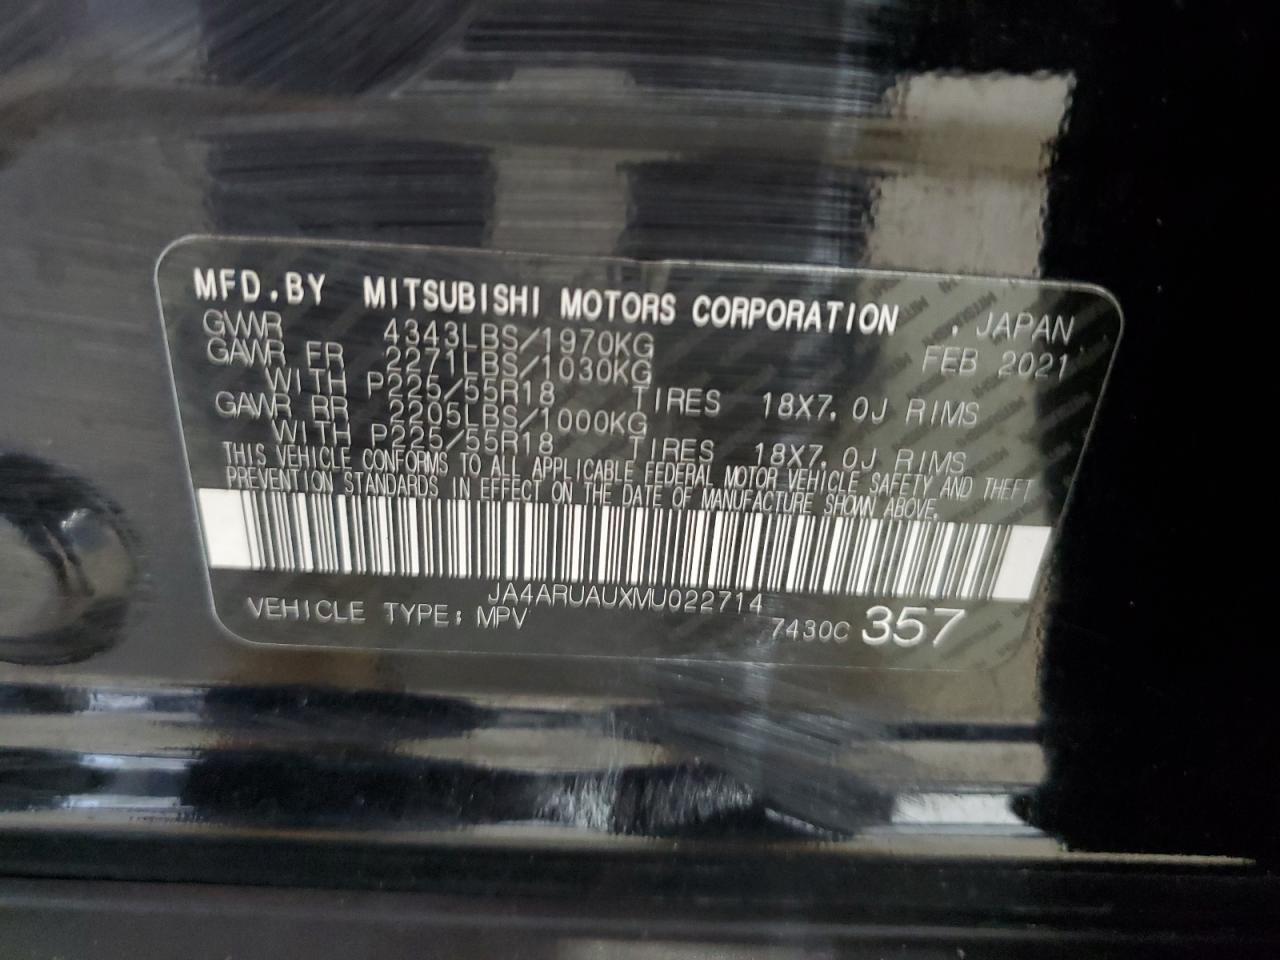 MFD.BY MITSUBISHI MOTORS CORPORATION , JAPAN
GVWR 4343LBS/1970KG FEB 2021
GAWR FR 2271LBS/1030KG
WITH P225/55R18 TIRES 18X7.0J RIMS
GAWR RR 2205LBS/1000KG
WITH P225/55R18 TIRES 18X7.0J RIMS
THIS VEHICLE CONFORMS TO ALL APPLICABLE FEDERAL MOTOR VEHICLE SAFETY AND THEFT
PREVENTION STANDARDS IN EFFECT ON THE DATE OF MANUFACTURE SHOWN ABOVE.
JA4ARUAUXMU022714
VEHICLE TYPE: MPV 7430C 357